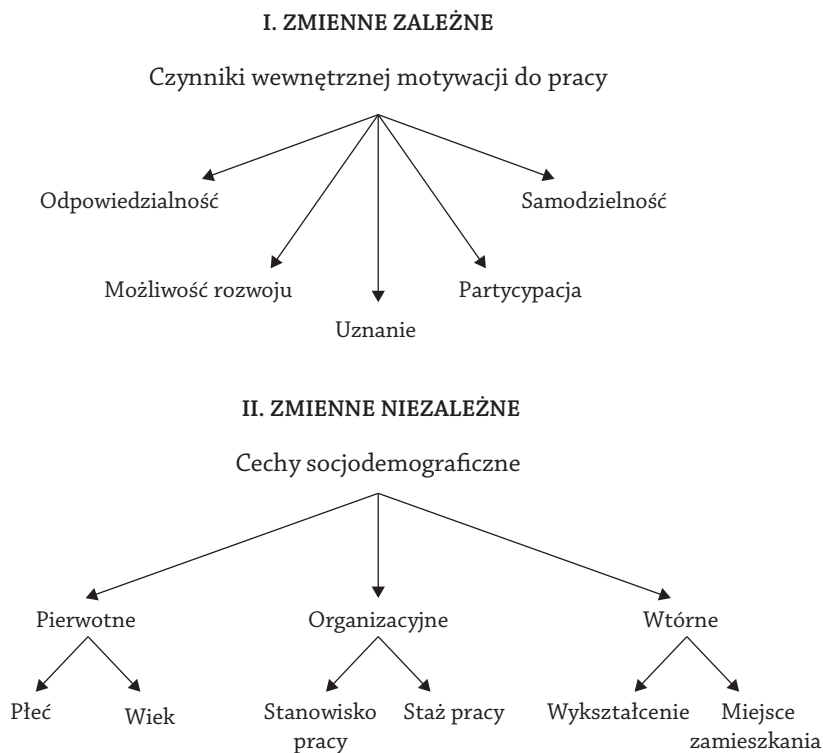 I. ZMIENNE ZALEŻNE
Czynniki wewnętrznej motywacji do pracy
Odpowiedzialność
Samodzielność
Możliwość rozwoju
Partycypacja
Uznanie
II. ZMIENNE NIEZALEŻNE
Cechy socjodemograficzne
Pierwotne
Organizacyjne
Wtórne
Płeć
Wiek
Stanowisko
pracy
Staż pracy
Wykształcenie
Miejsce
zamieszkania